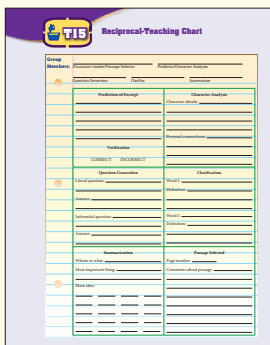 T15 Reciprocal-Teaching Chart
Group
Members:
Discussion Leader/Passage Selector Predictor/Character Analyzer
Question Generator Clarifier Summarizer
Prediction of Excerpt
Verification
CORRECT INCORRECT
Character Analysis
Character details:
Personal connections:
Question Generation
Literal question:
Answer:
Inferential question:
Answer:
Clarification
Word 1:
Definition:
Word 2:
Definition:
Summarization
Whom or what:
Most important thing:
Main idea:
Passage Selected
Page number:
Comments about passage: